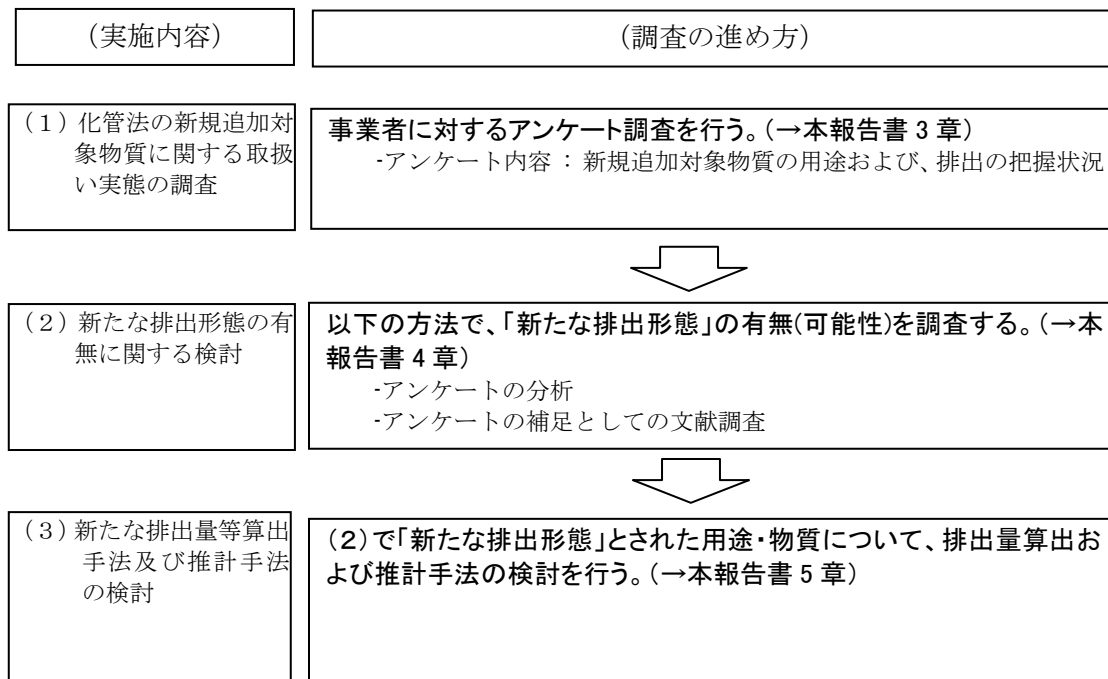 (実施内容)
(調査の進め方)
(1)化管法の新規追加対
象物質に関する取扱
い実態の調査
事業者に対するアンケート調査を行う。(→本報告書3章)
-アンケート内容：新規追加対象物質の用途および、排出の把握状況
(2)新たな排出形態の有
無に関する検討
以下の方法で、「新たな排出形態」の有無(可能性)を調査する。(→本
報告書4章)
-アンケートの分析
-アンケートの補足としての文献調査
(3)新たな排出量等算出
手法及び推計手法
の検討
(2)で「新たな排出形態」とされた用途・物質について、排出量算出お
よび推計手法の検討を行う。(→本報告書5章)